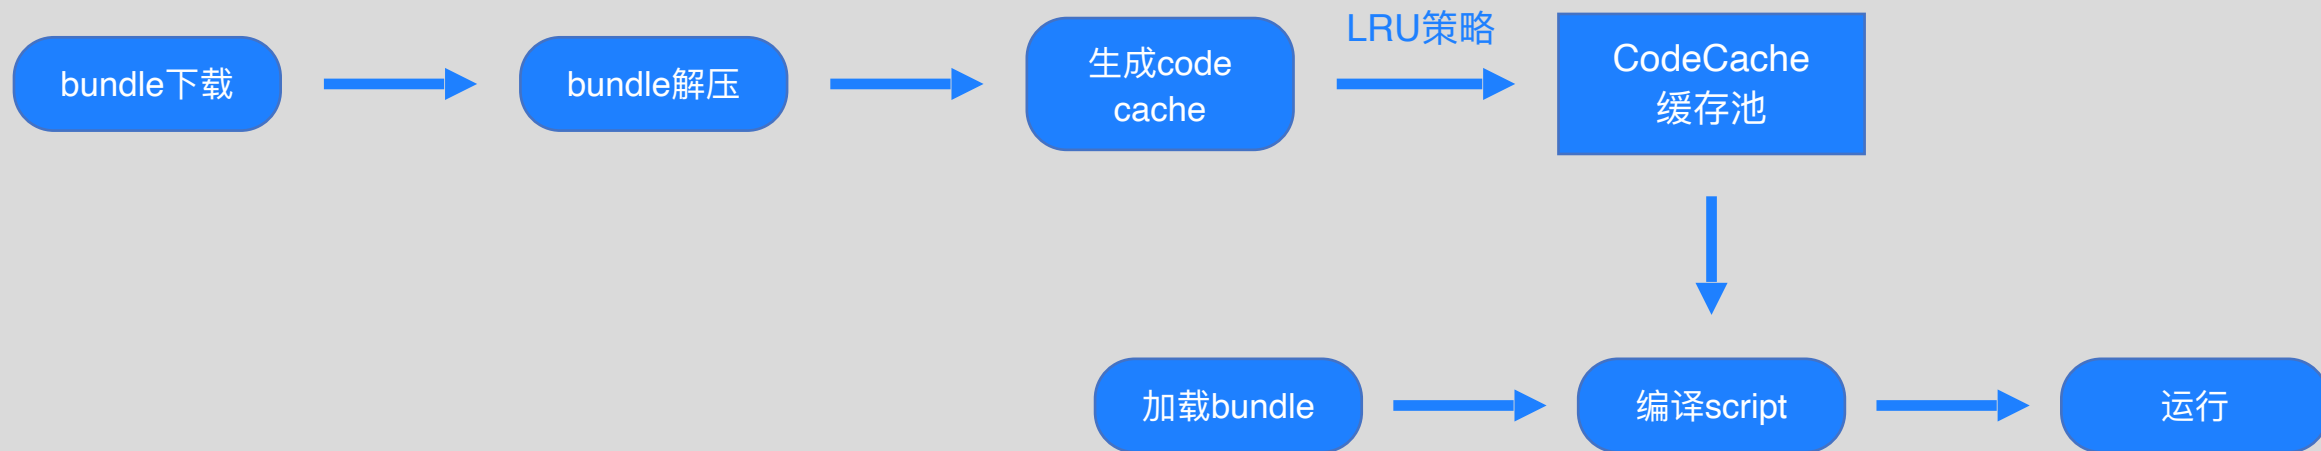 bundle下载
bundle解压
生成code
cache
LRU策略
CodeCache
缓存池
加载bundle
编译script
运行